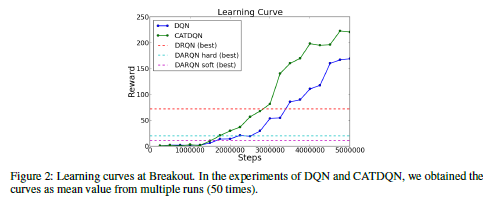 Learning Curve
250
200
150
100
50
0
Reward
DQN
CATDQN
DRQN (best)
DARQN hard (best)
DARQN soft (best)
0 1000000 2000000 3000000 4000000 5000000
Steps
Figure 2: Learning curves at Breakout. In the experiments of DQN and CATDQN, we obtained the
curves as mean value from multiple runs (50 times).